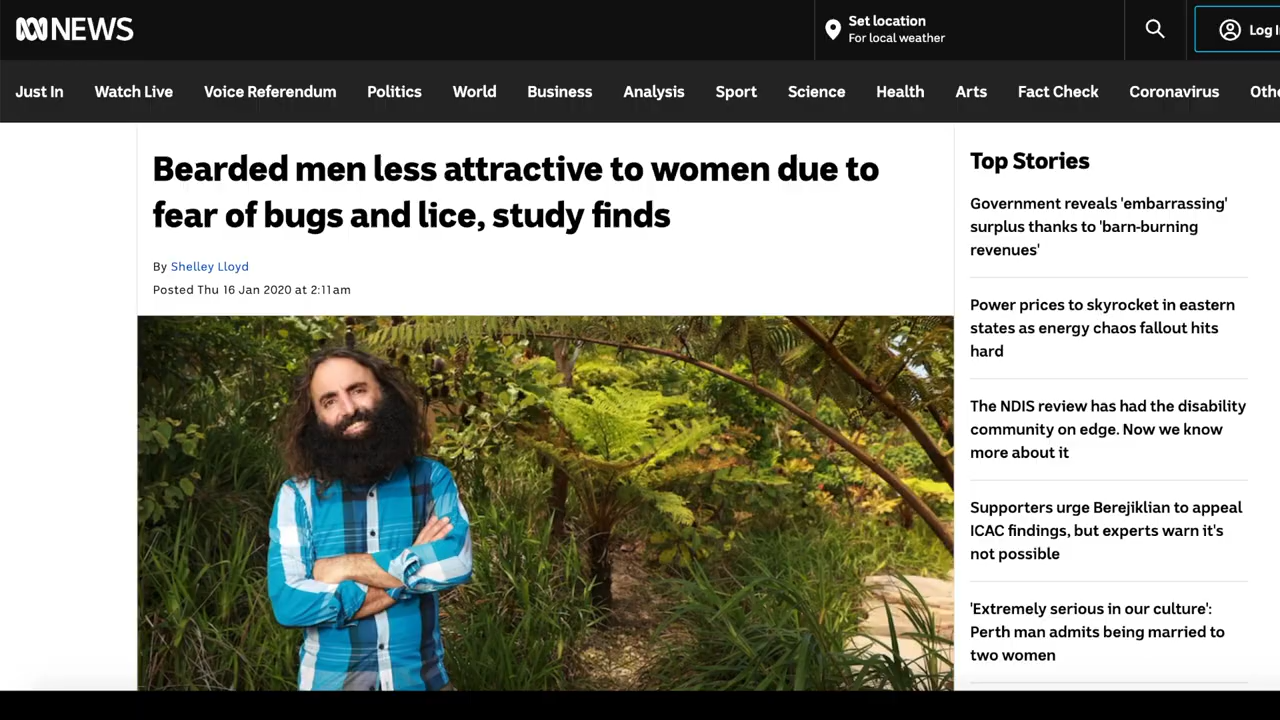 NEWS
Set location
For local weather
Log
Just In Watch Live Voice Referendum Politics World Business Analysis Sport Science Health Arts Fact Check Coronavirus
Bearded men less attractive to women due to
fear of bugs and lice, study finds
By Shelley Lloyd
Posted Thu 16 Jan 2020 at 2:11am
Top Stories
Government reveals 'embarrassing'
surplus thanks to 'barn-burning
revenues'
Power prices to skyrocket in eastern
states as energy chaos fallout hits
hard
The NDIS review has had the disability
community on edge. Now we know
more about it
Supporters urge Berejiklian to appeal
ICAC findings, but experts warn it's
not possible
'Extremely serious in our culture':
Perth man admits being married to
two women